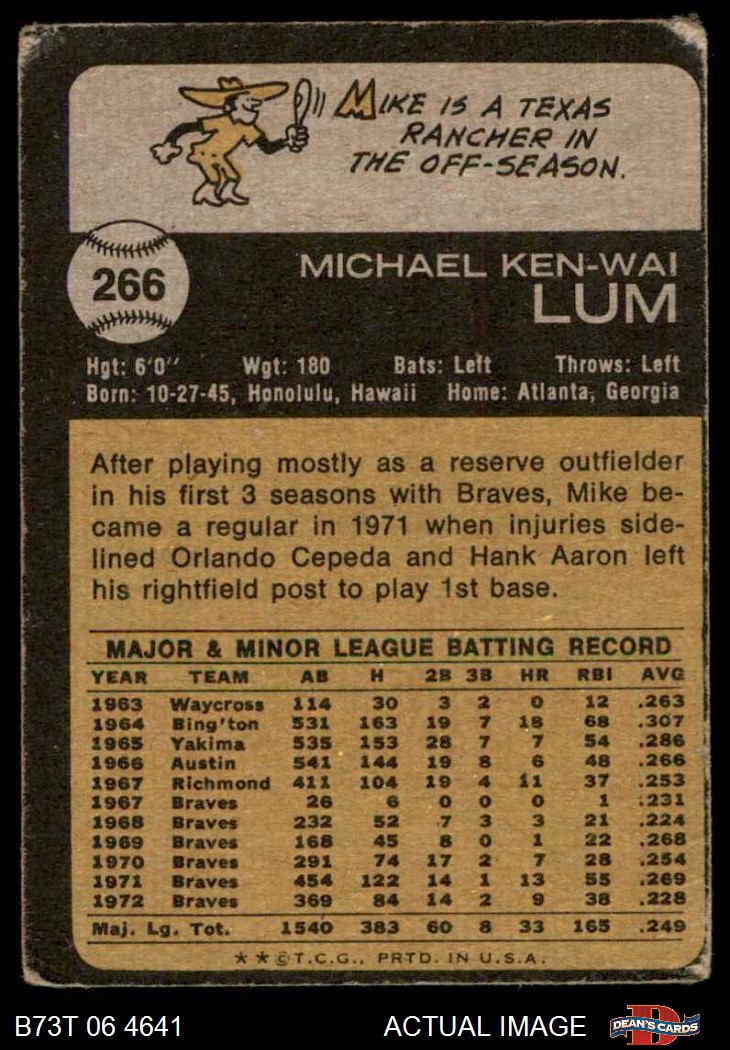 MIKE IS A TEXAS
RANCHER IN
THE OFF-SEASON.
266
MICHAEL KEN-WAI
LUM
Hgt: 6'0'' Wgt: 180 Bats: Left Throws: Left
Born: 10-27-45, Honolulu, Hawaii Home: Atlanta, Georgia
After playing mostly as a reserve outfielder
in his first 3 seasons with Braves, Mike be-
came a regular in 1971 when injuries side-
lined Orlando Cepeda and Hank Aaron left
his rightfield post to play 1st base.
MAJOR & MINOR LEAGUE BATTING RECORD
YEAR TEAM AB H 2B 3B HR RBI AVG
1963 Waycross 114 30 3 2 0 12 .263
1964 Bing'ton 531 163 19 7 18 68 .307
1965 Yakima 535 153 28 7 7 54 .286
1966 Austin 541 144 19 8 6 48 .266
1967 Richmond 411 104 19 4 11 37 .253
1967 Braves 26 6 0 0 0 1 .231
1968 Braves 232 52 7 3 3 21 .224
1969 Braves 168 45 8 0 1 22 .268
1970 Braves 291 74 17 2 7 28 .254
1971 Braves 454 122 14 1 13 55 .269
1972 Braves 369 84 14 2 9 38 .228
Maj. Lg. Tot. 1540 383 60 8 33 165 .249
**©T.C.G., PRTD. IN U.S.A.
B73T 06 4641 ACTUAL IMAGE D DEAN'S CARDS